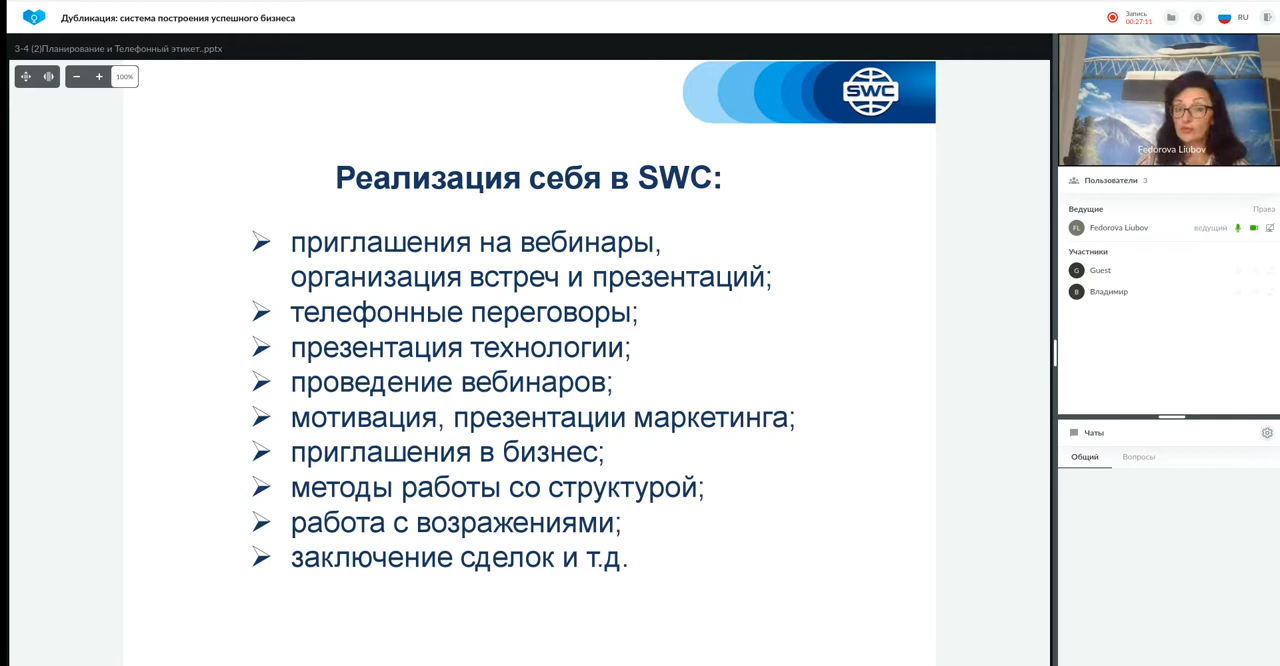 Дубликация: система построения успешного бизнеса
Запись
00:27:11
RU
3-4 (2)Планирование и Телефонный этикет..pptx
100%
SWC
Реализация себя в SWC:
приглашения на вебинары,
организация встреч и презентаций;
телефонные переговоры;
презентация технологии;
проведение вебинаров;
мотивация, презентации маркетинга;
приглашения в бизнес;
методы работы со структурой;
работа с возражениями;
заключение сделок и т.д.
Fedorova Liubov
Пользователи 3
Ведущие Права
FL Fedorova Liubov ведущий
Участники
G Guest
В Владимир
Чаты
Общий Вопросы